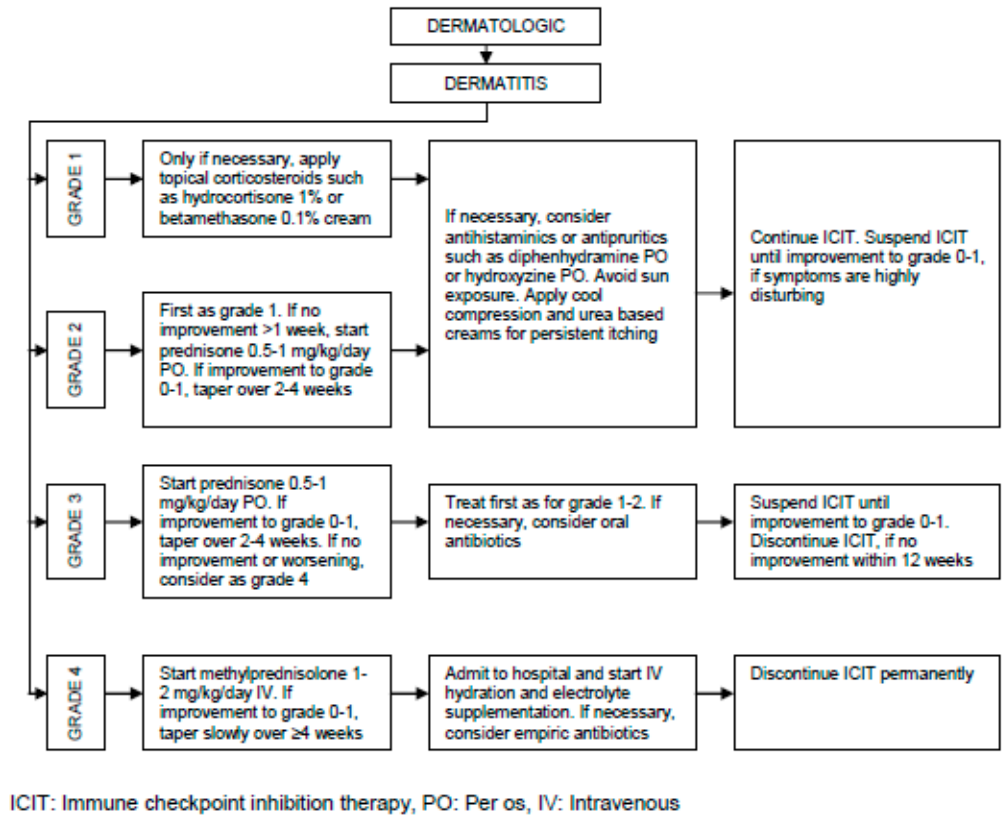 DERMATOLOGIC
DERMATITIS
GRADE 1
Only if necessary, apply
topical corticosteroids such
as hydrocortisone 1% or
betamethasone 0.1% cream
If necessary, consider
antihistaminics or antipruritics
such as diphenhydramine PO
or hydroxyzine PO. Avoid sun
exposure. Apply cool
compression and urea based
creams for persistent itching
Continue ICIT. Suspend ICIT
until improvement to grade 0-1,
if symptoms are highly
disturbing
GRADE 2
First as grade 1. If no
improvement >1 week, start
prednisone 0.5-1 mg/kg/day
PO. If improvement to grade
0-1, taper over 2-4 weeks
GRADE 3
Start prednisone 0.5-1
mg/kg/day PO. If
improvement to grade 0-1,
taper over 2-4 weeks. If no
improvement or worsening,
consider as grade 4
Treat first as for grade 1-2. If
necessary, consider oral
antibiotics
Suspend ICIT until
improvement to grade 0-1.
Discontinue ICIT, if no
improvement within 12 weeks
GRADE 4
Start methylprednisolone 1-
2 mg/kg/day IV. If
improvement to grade 0-1,
taper slowly over ≥4 weeks
Admit to hospital and start IV
hydration and electrolyte
supplementation. If necessary,
consider empiric antibiotics
Discontinue ICIT permanently
ICIT: Immune checkpoint inhibition therapy, PO: Per os, IV: Intravenous